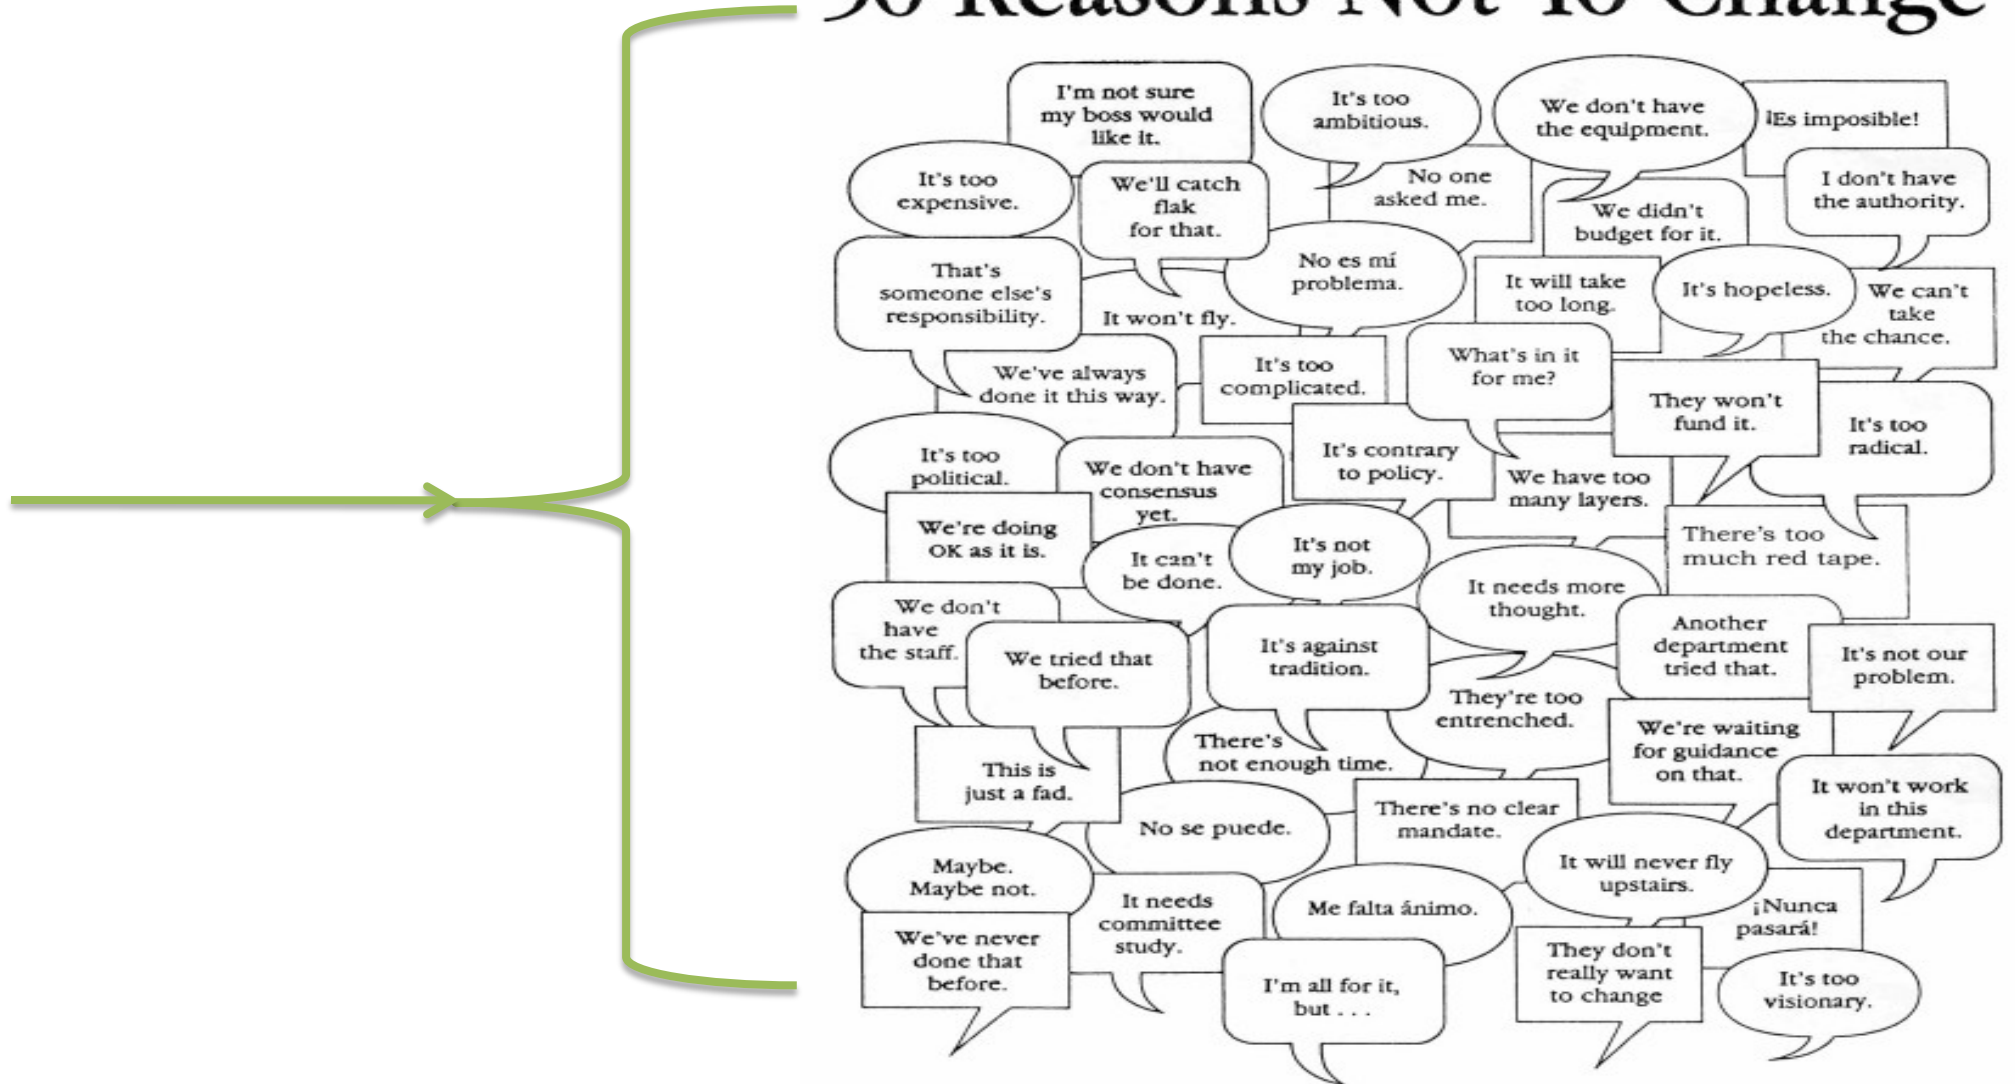 50 Reasons Not To Change
I'm not sure
my boss would
like it.
It's too
ambitious.
We don't have
the equipment.
¡Es imposible!
It's too
expensive.
We'll catch
flak
for that.
No one
asked me.
We didn't
budget for it.
I don't have
the authority.
That's
someone else's
responsibility.
It won't fly.
No es mí
problema.
It will take
too long.
It's hopeless.
We can't
take
the chance.
We've always
done it this way.
It's too
complicated.
What's in it
for me?
They won't
fund it.
It's too
radical.
It's too
political.
We don't have
consensus
yet.
It's contrary
to policy.
We have too
many layers.
We're doing
OK as it is.
It can't
be done.
It's not
my job.
It needs more
thought.
There's too
much red tape.
We don't
have
the staff.
We tried that
before.
It's against
tradition.
They're too
entrenched.
Another
department
tried that.
It's not our
problem.
This is
just a fad.
There's
not enough time.
We're waiting
for guidance
on that.
It won't work
in this
department.
No se puede.
There's no clear
mandate.
Maybe.
Maybe not.
It needs
committee
study.
Me falta ánimo.
It will never fly
upstairs.
¡Nunca
pasará!
We've never
done that
before.
I'm all for it,
but . . .
They don't
really want
to change
It's too
visionary.